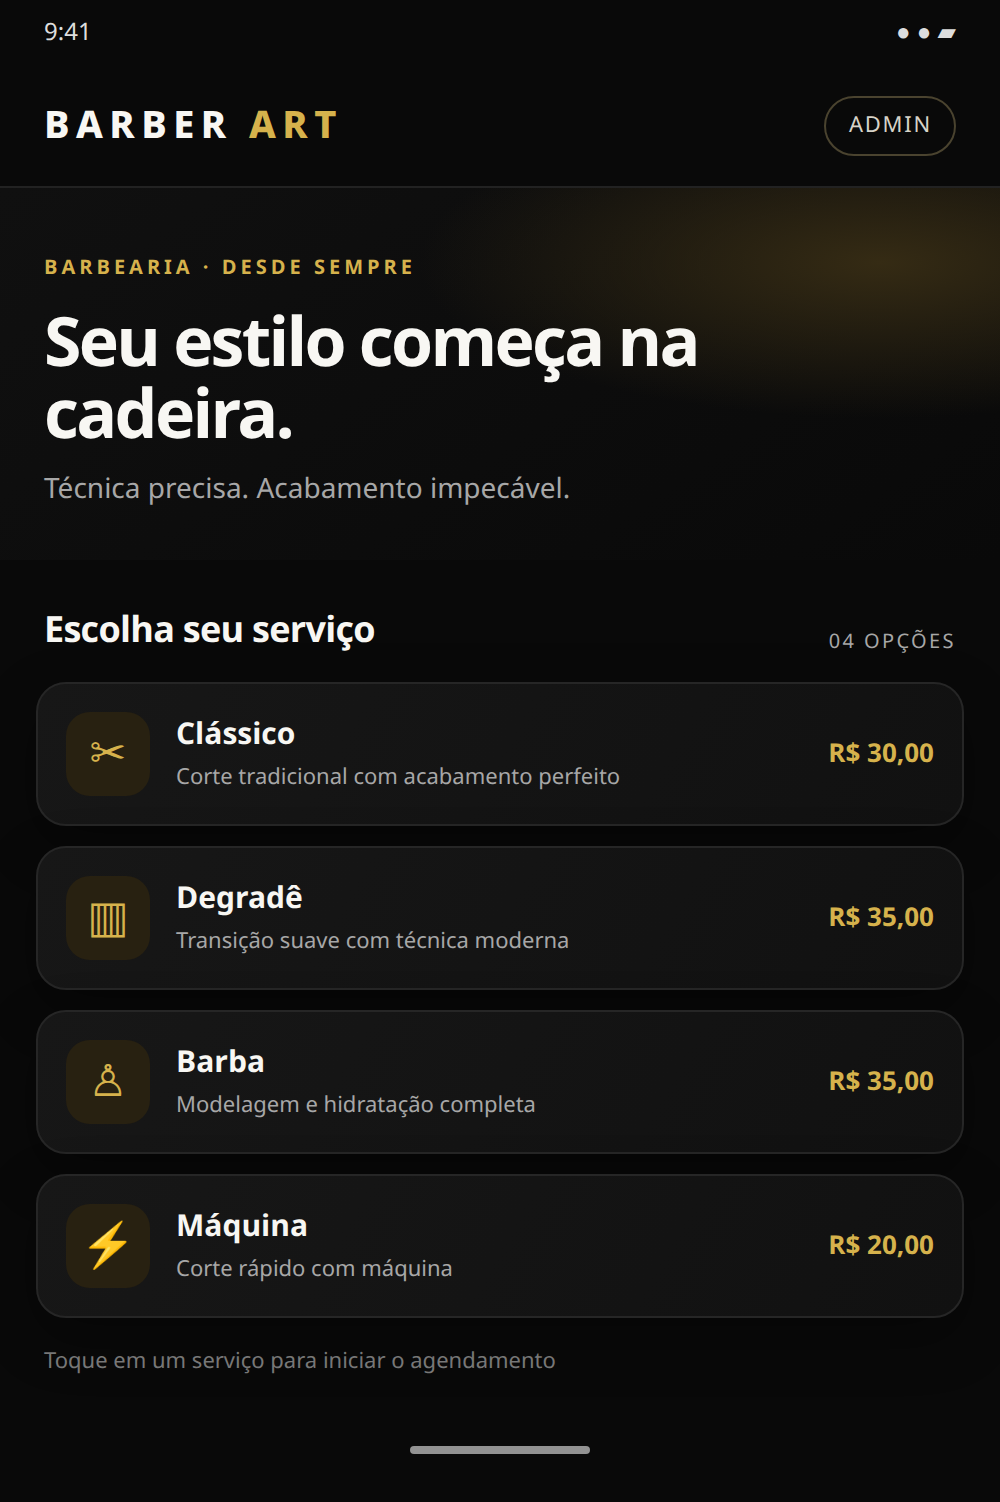 9:41
BARBER ART
ADMIN
BARBEARIA · DESDE SEMPRE
Seu estilo começa na
cadeira.
Técnica precisa. Acabamento impecável.
Escolha seu serviço
04 OPÇÕES
Clássico
Corte tradicional com acabamento perfeito
R$ 30,00
Degradê
Transição suave com técnica moderna
R$ 35,00
Barba
Modelagem e hidratação completa
R$ 35,00
Máquina
Corte rápido com máquina
R$ 20,00
Toque em um serviço para iniciar o agendamento